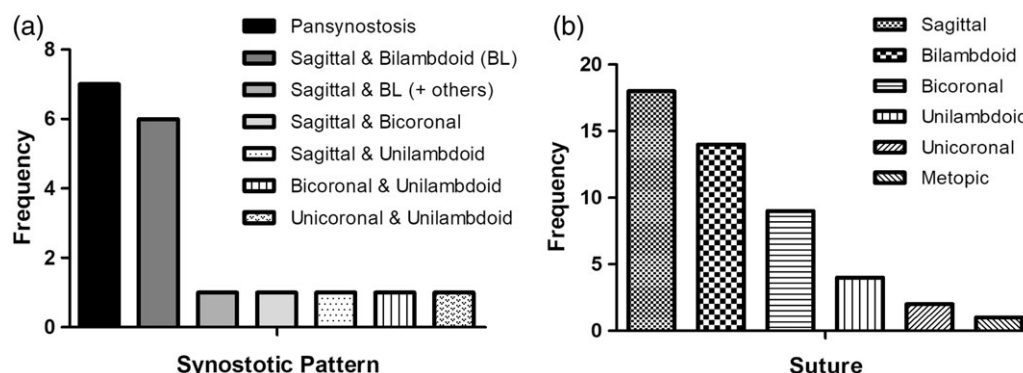 (a)
Pansynostosis
Sagittal & Bilambdoid (BL)
Sagittal & BL (+ others)
Sagittal & Bicoronal
Sagittal & Unilambdoid
Bicoronal & Unilambdoid
Unicoronal & Unilambdoid
8
6
4
2
0
Frequency
Synostotic Pattern
(b)
Sagittal
Bilambdoid
Bicoronal
Unilambdoid
Unicoronal
Metopic
20
15
10
5
0
Frequency
Suture